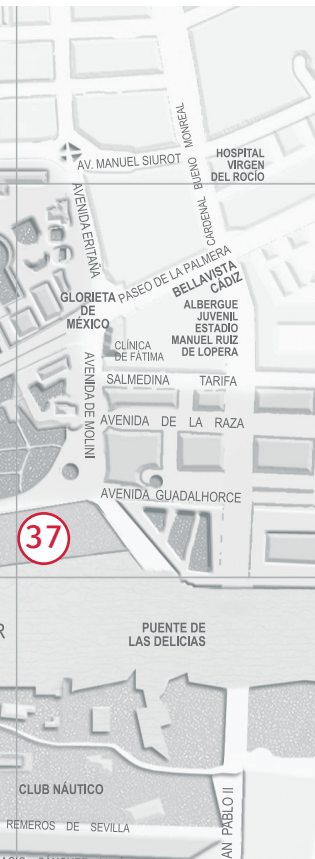 AV. MANUEL SIUROT
CARDENAL BUENO MONREAL
HOSPITAL
VIRGEN
DEL ROCÍO
AVENIDA ERITAÑA
PASEO DE LA PALMERA
BELLAVISTA
CÁDIZ
GLORIETA
DE
MÉXICO
ALBERGUE
JUVENIL
ESTADÍO
MANUEL RUIZ
DE LOPERA
CLÍNICA
DE FÁTIMA
AVENIDA DE MOLINI
SALMEDINA TARIFA
AVENIDA DE LA RAZA
AVENIDA GUADALHORCE
37
R
PUENTE DE
LAS DELICIAS
CLUB NÁUTICO
REMEROS DE SEVILLA
AN PABLO II